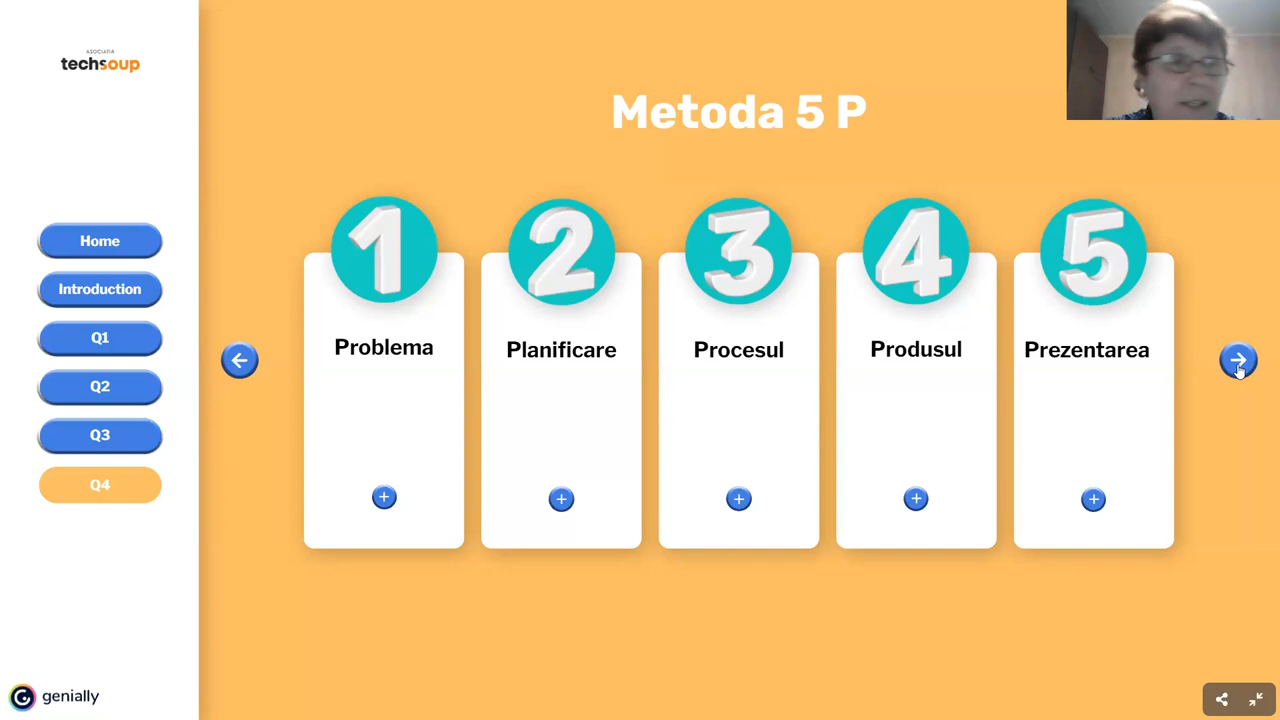 ASOCIAȚIA
techsoup
Metoda 5 P
Home
Introduction
Q1
Q2
Q3
Q4
1
2
3
4
5
Problema
Planificare
Procesul
Produsul
Prezentarea
genially